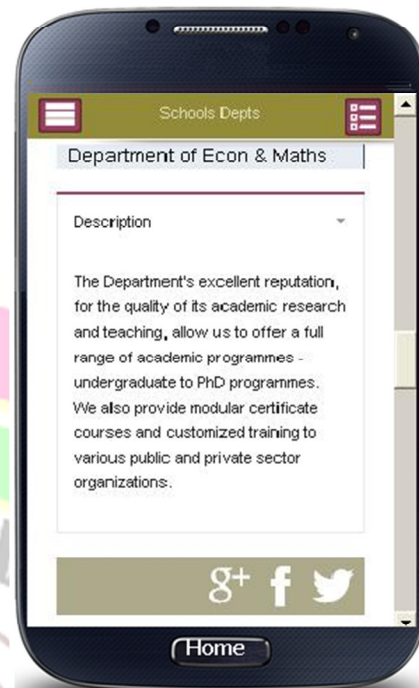 Schools Depts
Department of Econ & Maths
Description
The Department's excellent reputation,
for the quality of its academic research
and teaching, allow us to offer a full
range of academic programmes -
undergraduate to PhD programmes.
We also provide modular certificate
courses and customized training to
various public and private sector
organizations.
g+ f
Home